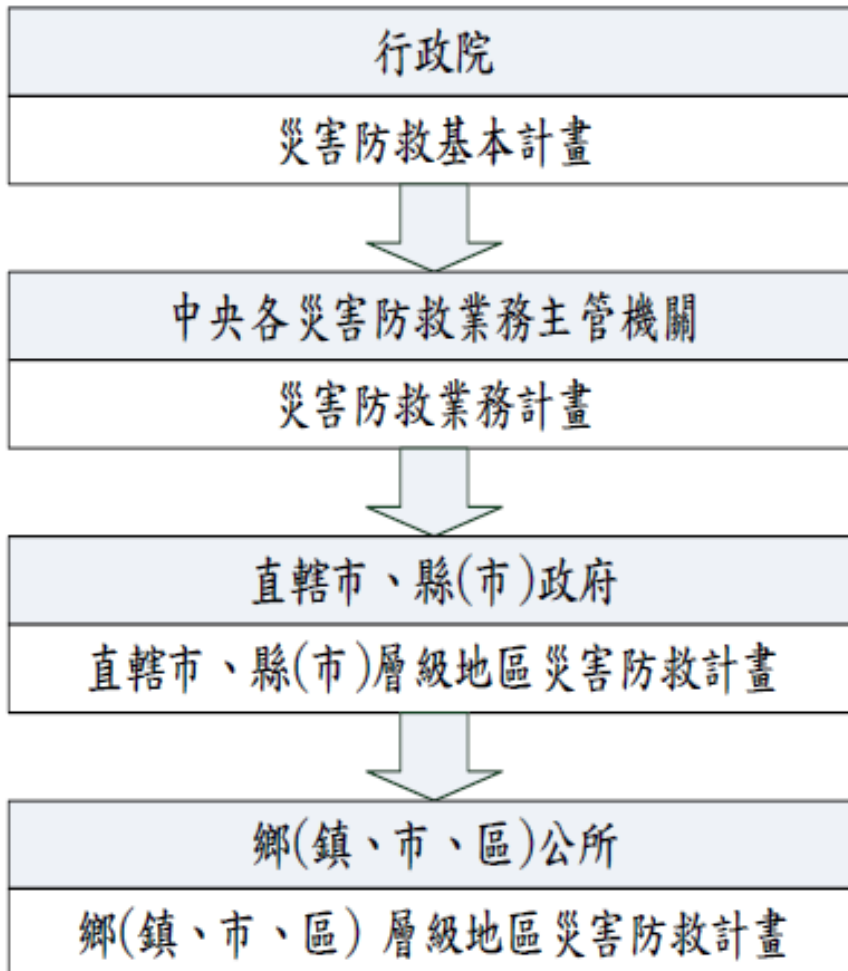 行政院
災害防救基本計畫
中央各災害防救業務主管機關
災害防救業務計畫
直轄市、縣(市)政府
直轄市、縣(市)層級地區災害防救計畫
鄉(鎮、市、區)公所
鄉(鎮、市、區) 層級地區災害防救計畫